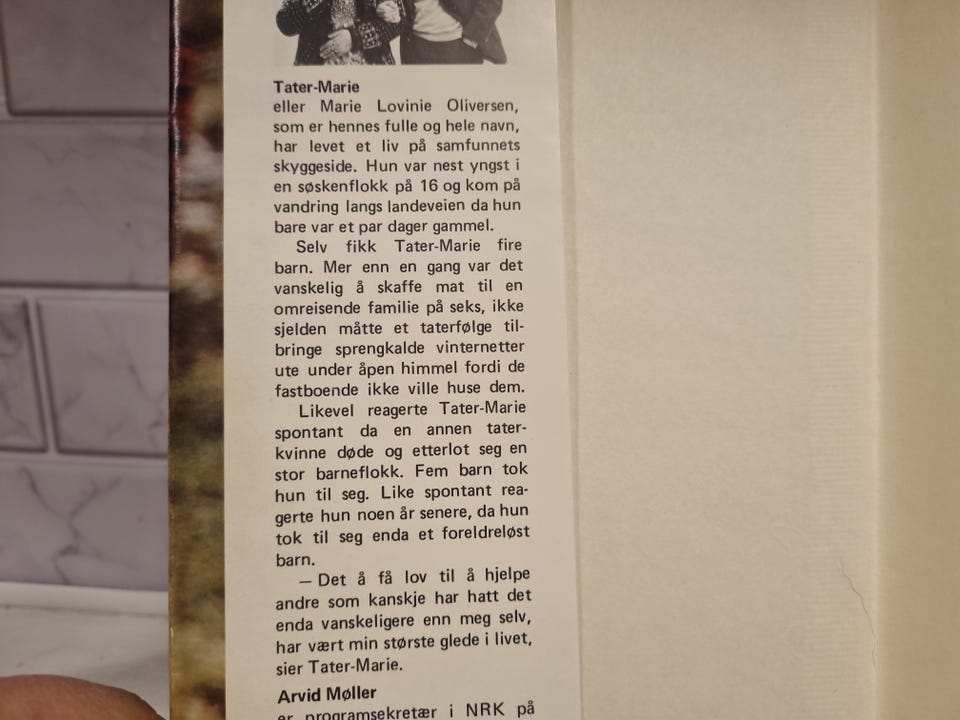 Tater-Marie
eller Marie Lovinie Oliversen,
som er hennes fulle og hele navn,
har levet et liv på samfunnets
skyggeside. Hun var nest yngst i
en søskenflokk på 16 og kom på
vandring langs landeveien da hun
bare var et par dager gammel.
Selv fikk Tater-Marie fire
barn. Mer enn en gang var det
vanskelig å skaffe mat til en
omreisende familie på seks, ikke
sjelden måtte et taterfølge til-
bringe sprengkalde vinternetter
ute under åpen himmel fordi de
fastboende ikke ville huse dem.
Likevel reagerte Tater-Marie
spontant da en annen tater-
kvinne døde og etterlot seg en
stor barneflokk. Fem barn tok
hun til seg. Like spontant rea-
gerte hun noen år senere, da hun
tok til seg enda et foreldreløst
barn.
— Det å få lov til å hjelpe
andre som kanskje har hatt det
enda vanskeligere enn meg selv,
har vært min største glede i livet,
sier Tater-Marie.
Arvid Møller
er programsekretær i NRK på